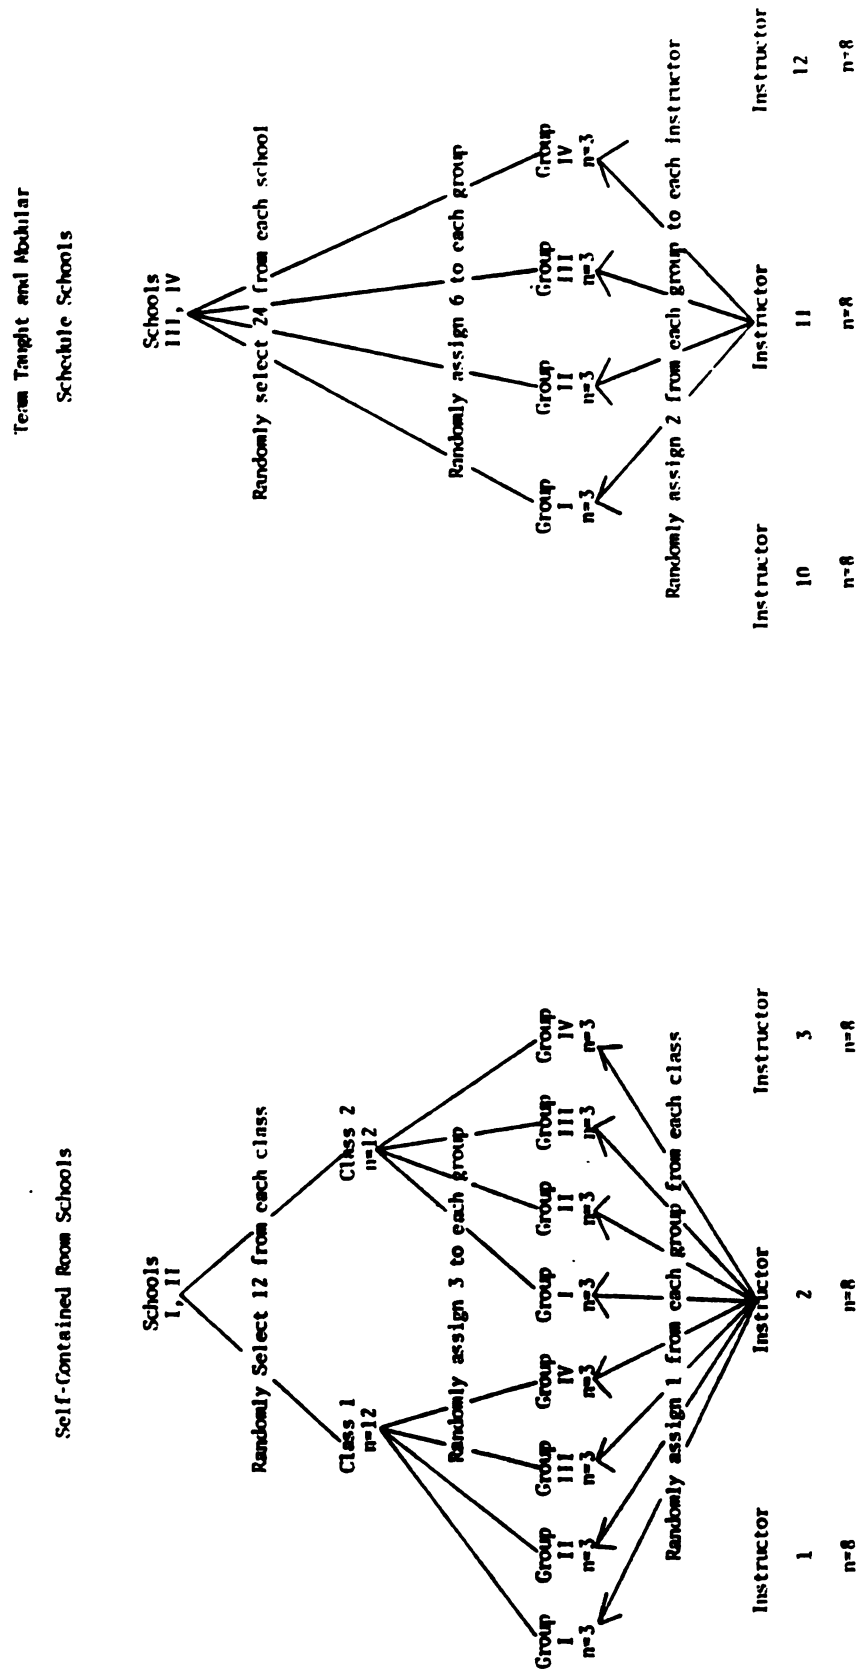 Self-Contained Room Schools
Schools
I, II
Randomly Select 12 from each class
Class 1
n=12
Class 2
n=12
Randomly assign 3 to each group
Group
I
n=3
Group
II
n=3
Group
III
n=3
Group
IV
n=3
Group
I
n=3
Group
II
n=3
Group
III
n=3
Group
IV
n=3
Randomly assign 1 from each group from each class
Instructor
1
n=8
Instructor
2
n=8
Instructor
3
n=8
Team Taught and Modular
Schedule Schools
Schools
III, IV
Randomly select 24 from each school
Randomly assign 6 to each group
Group
I
n=3
Group
II
n=3
Group
III
n=3
Group
IV
n=3
Randomly assign 2 from each group to each instructor
Instructor
10
n=8
Instructor
11
n=8
Instructor
12
n=8